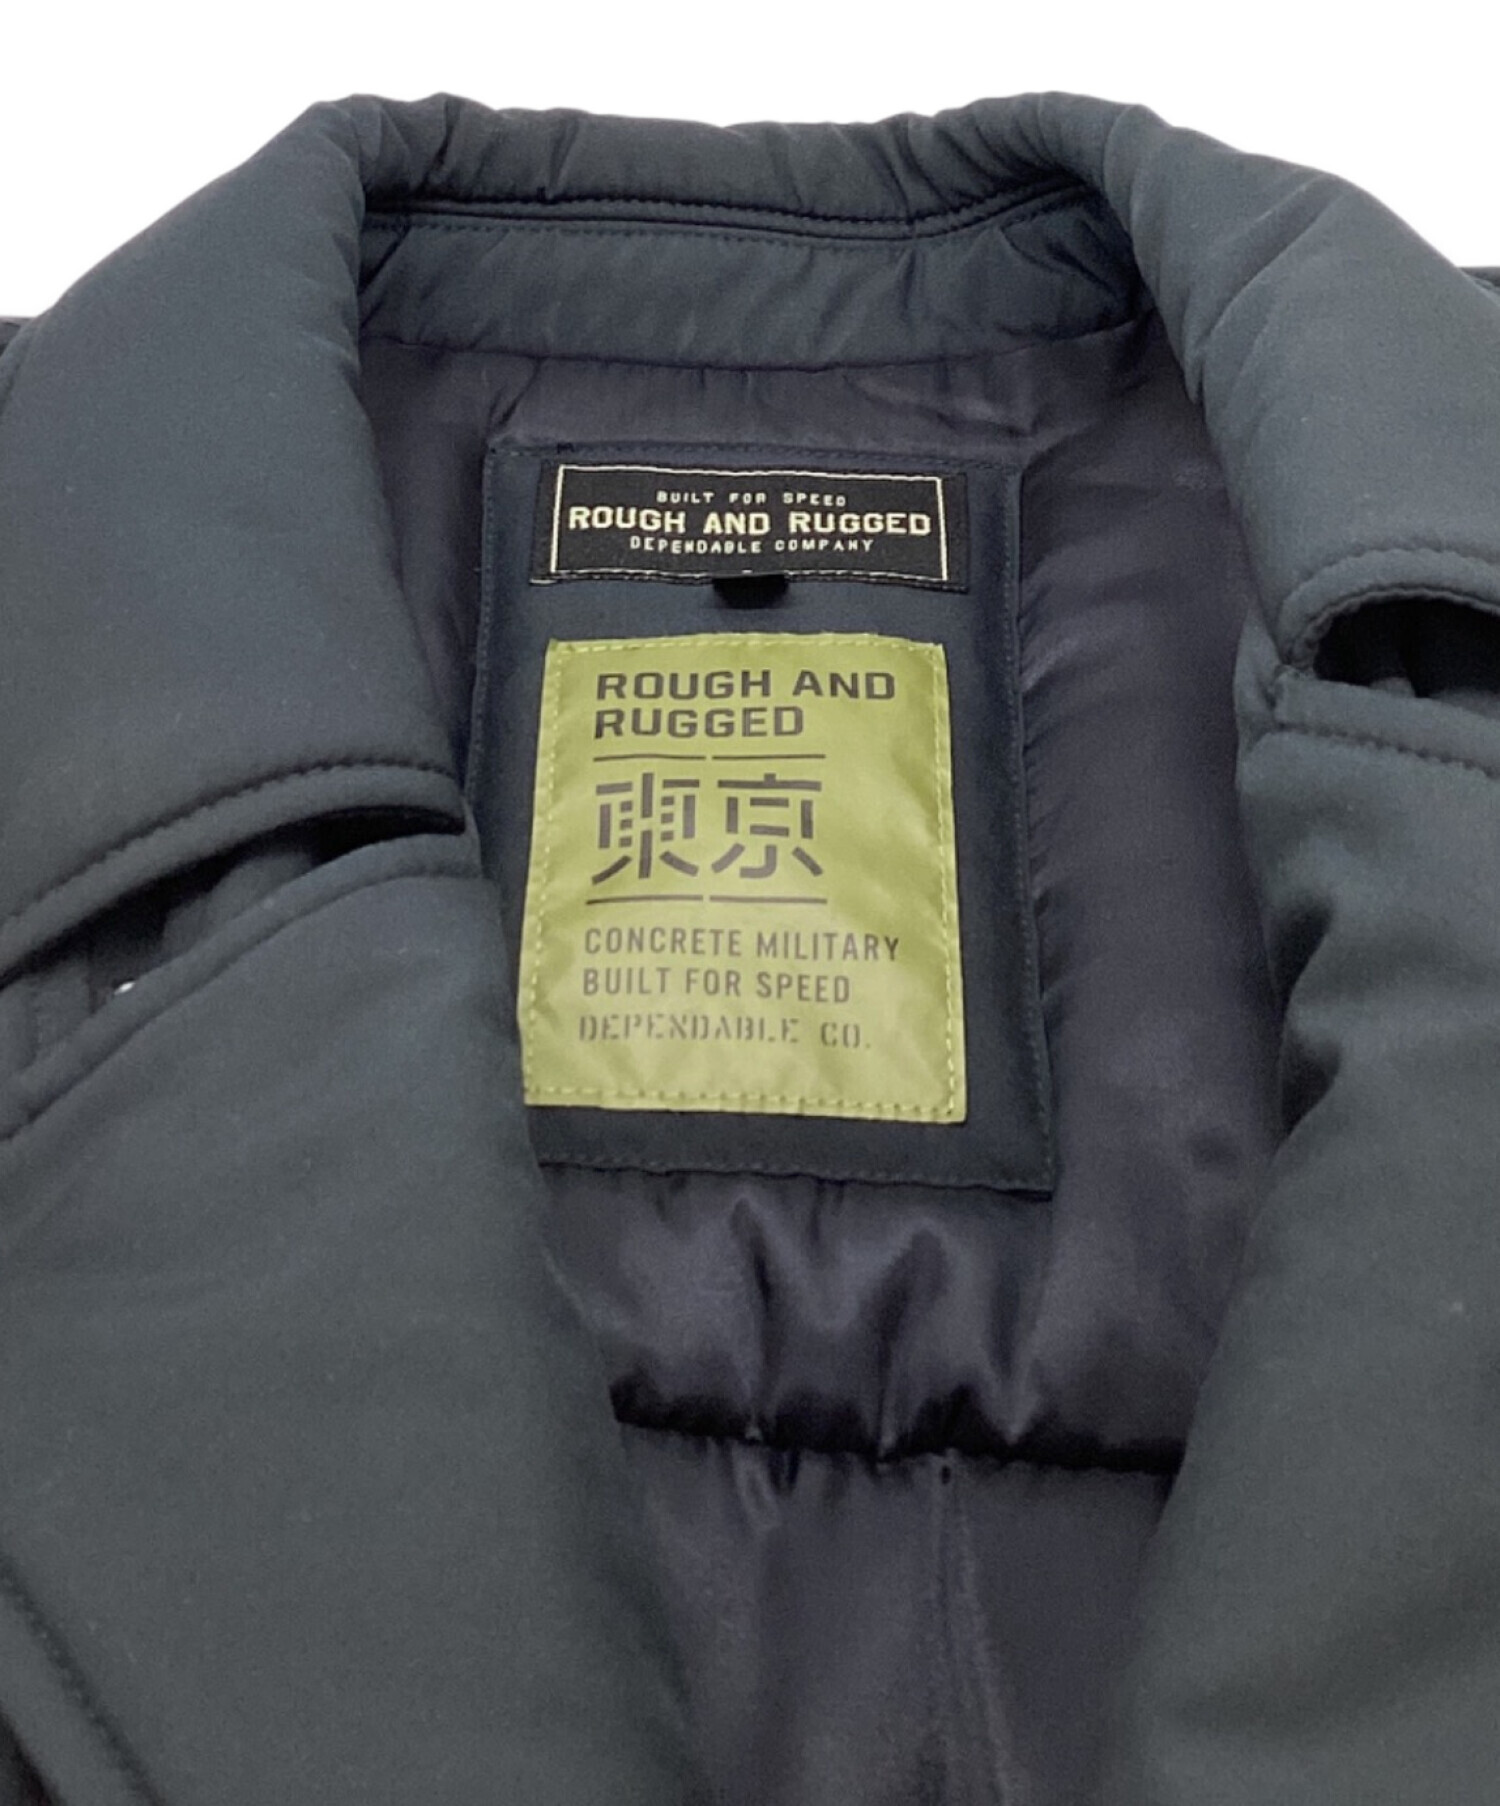 BUILT FOR SPEED
ROUGH AND RUGGED
DEPENDABLE COMPANY
ROUGH AND
RUGGED
東京
CONCRETE MILITARY
BUILT FOR SPEED
DEPENDABLE CO.